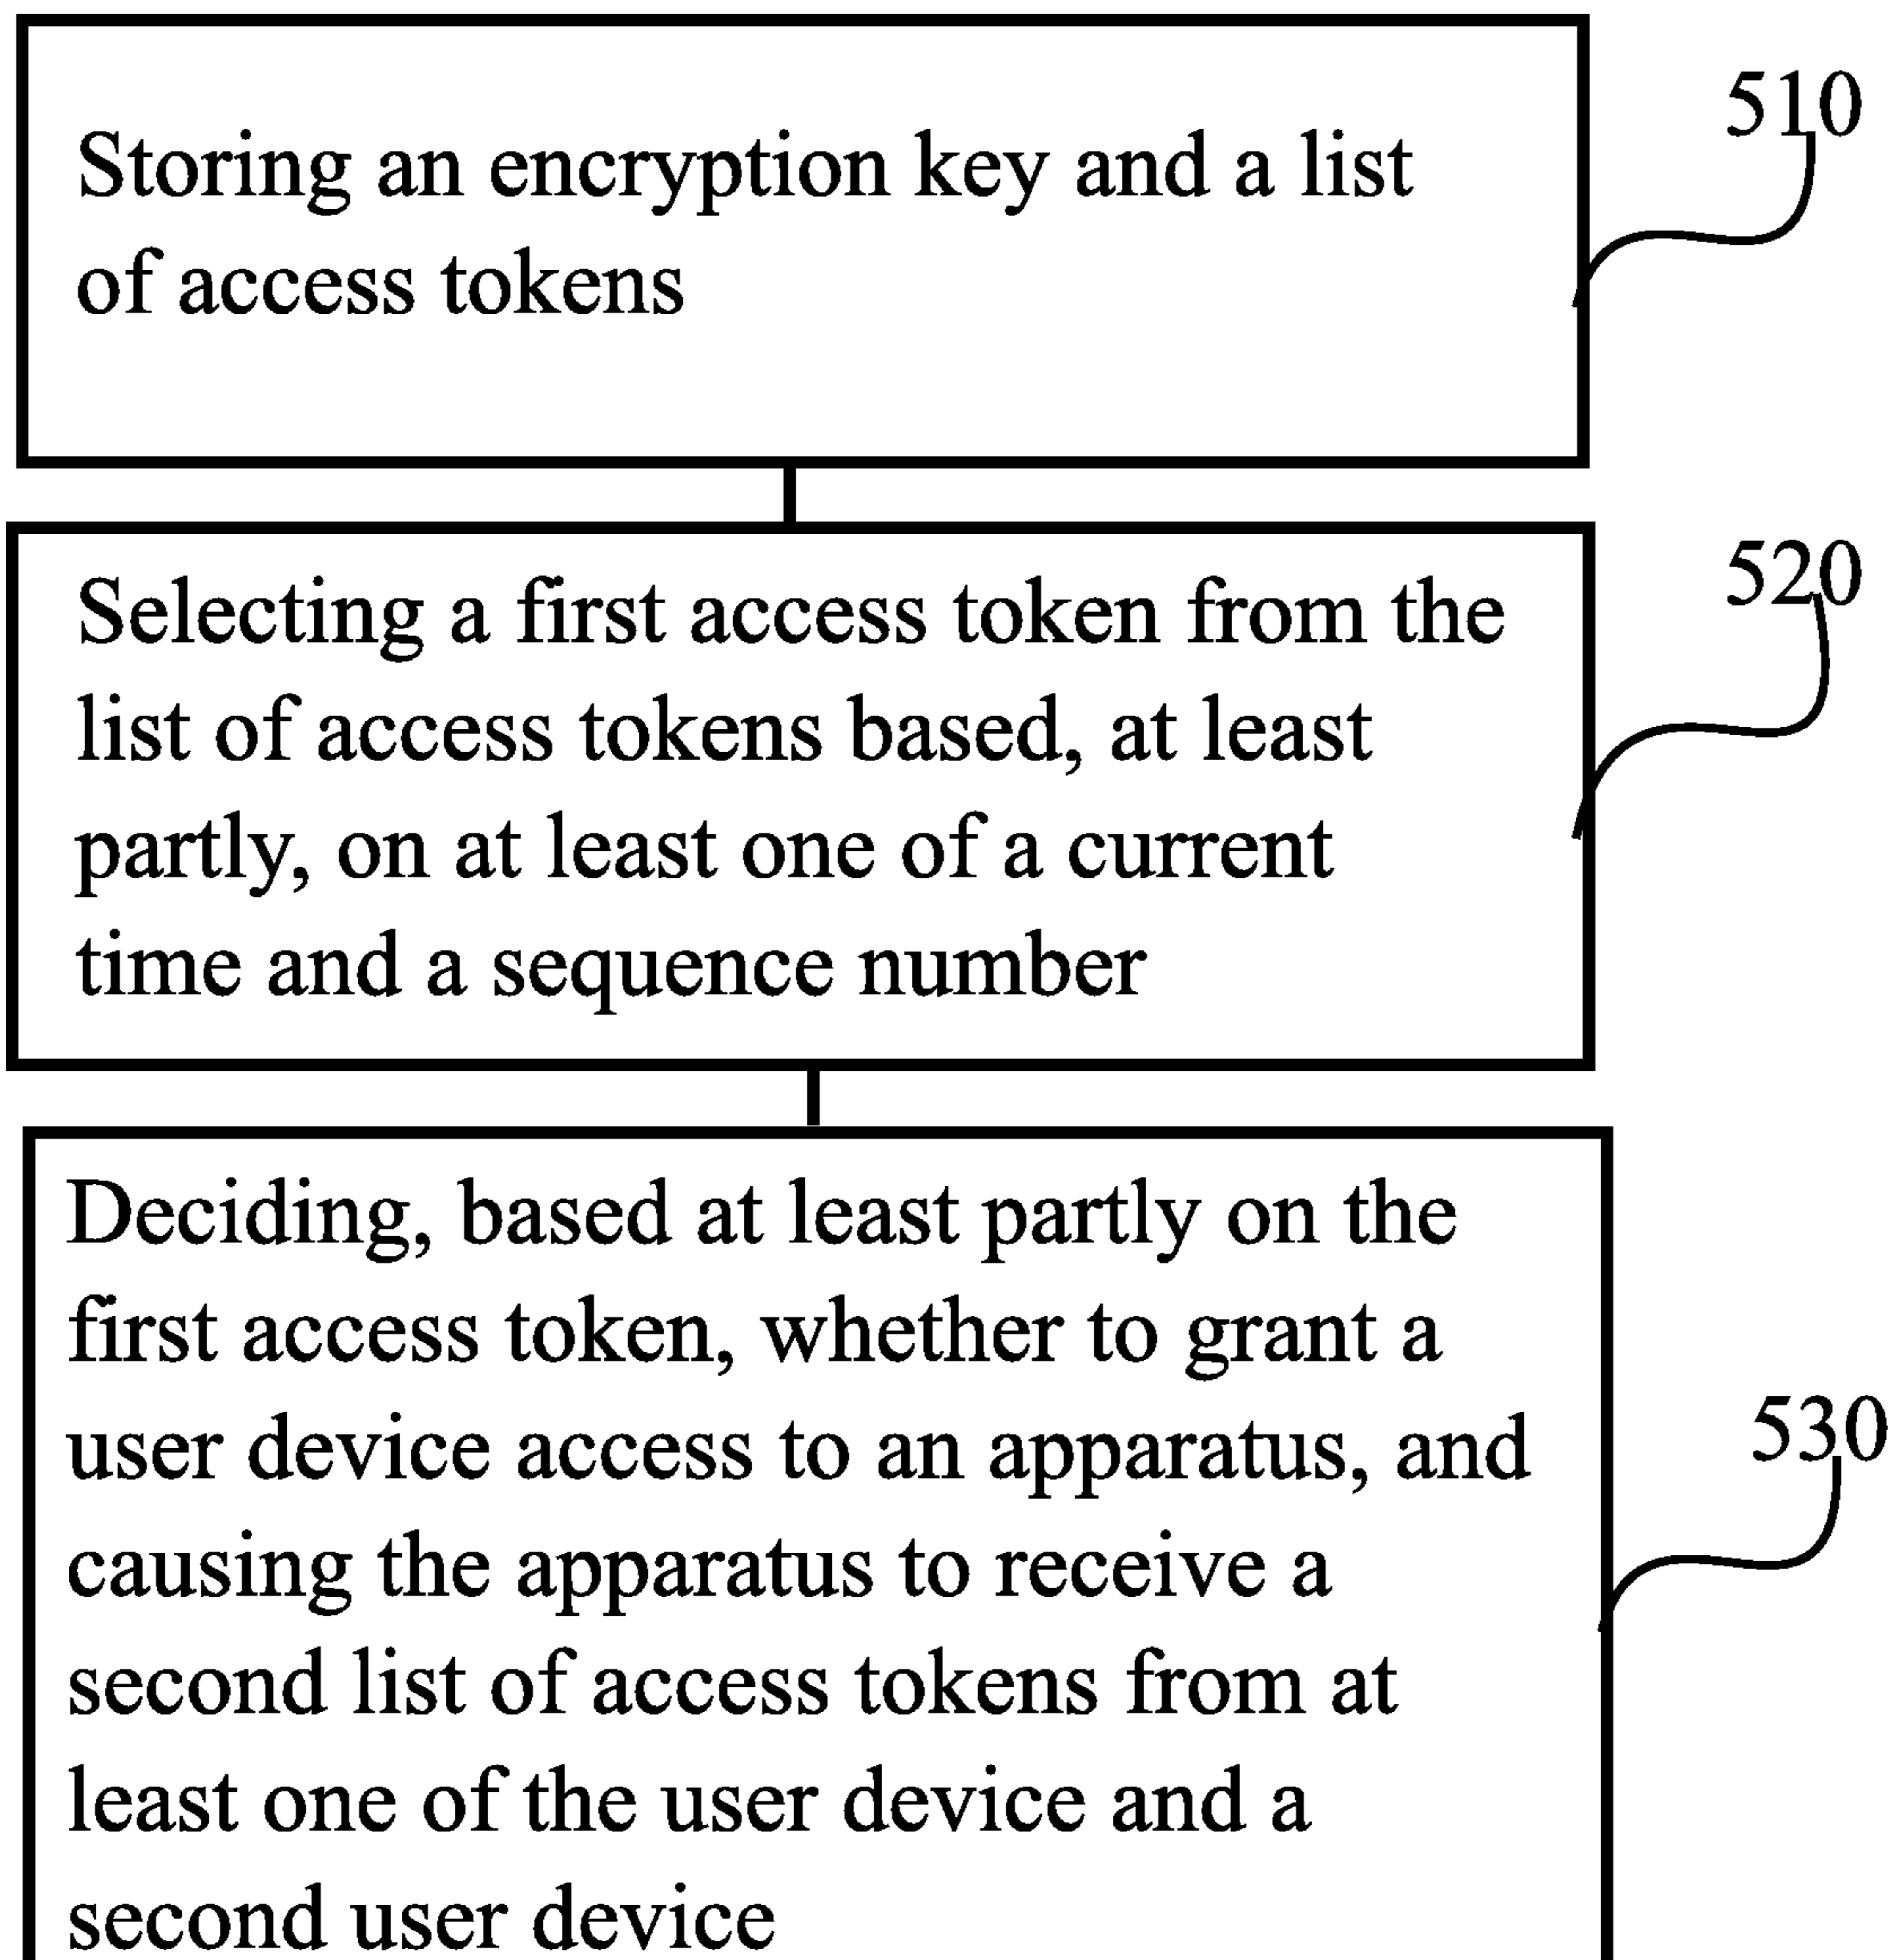 Storing an encryption key and a list
of access tokens
510
Selecting a first access token from the
list of access tokens based, at least
partly, on at least one of a current
time and a sequence number
520
Deciding, based at least partly on the
first access token, whether to grant a
user device access to an apparatus, and
causing the apparatus to receive a
second list of access tokens from at
least one of the user device and a
second user device
530